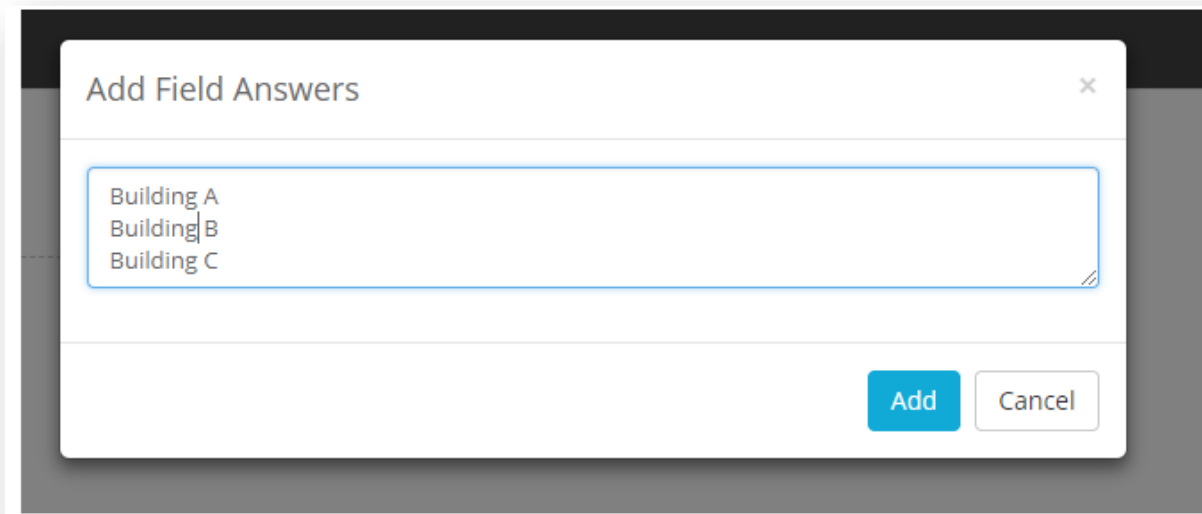 Add Field Answers
×
Building A
Building B
Building C
Add
Cancel